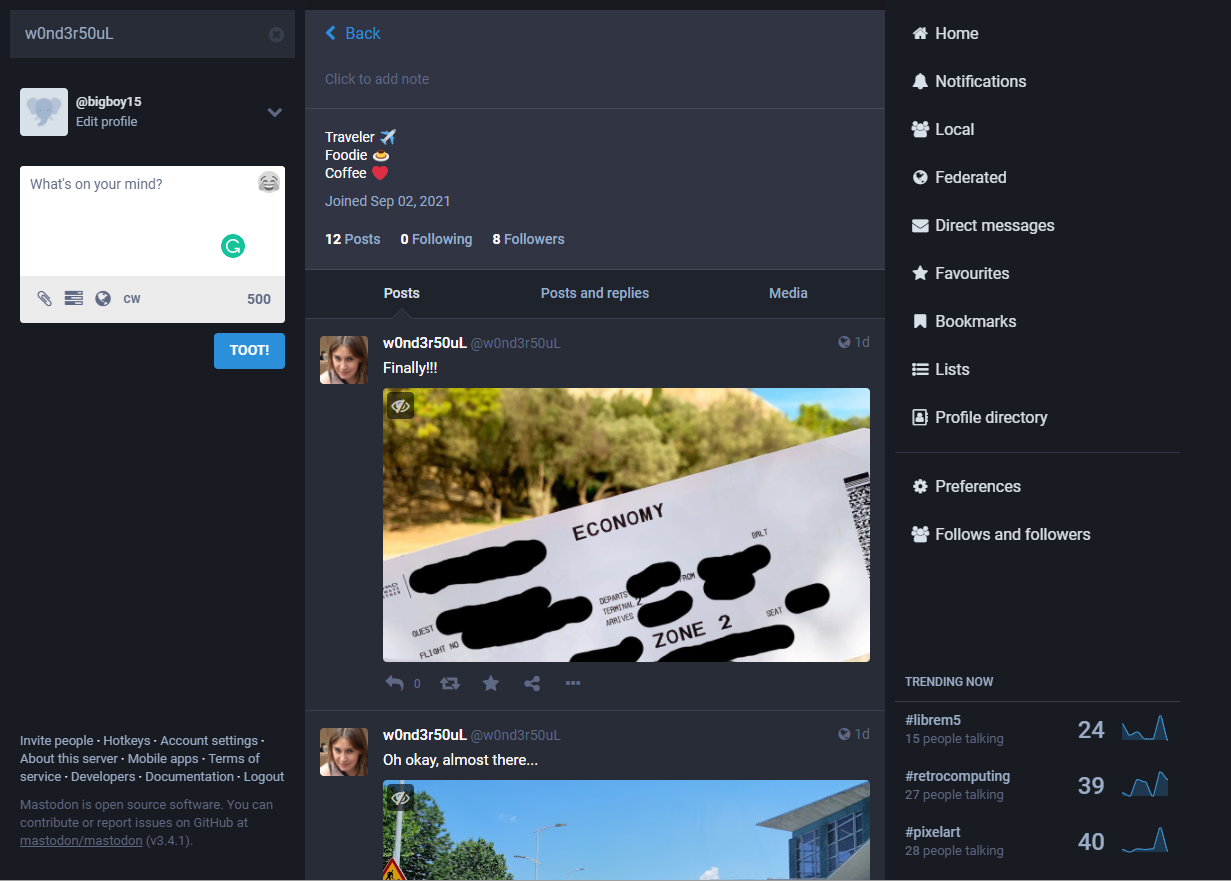 w0nd3r50uL
@bigboy15
Edit profile
What's on your mind?
CW
500
TOOT!
Invite people · Hotkeys · Account settings ·
About this server · Mobile apps · Terms of
service · Developers · Documentation · Logout
Mastodon is open source software. You can
contribute or report issues on GitHub at
mastodon/mastodon (v3.4.1).
Back
Click to add note
Traveler ✈️
Foodie 🍮
Coffee ❤️
Joined Sep 02, 2021
12 Posts 0 Following 8 Followers
Posts Posts and replies Media
w0nd3r50uL @w0nd3r50uL 1d
Finally!!!
ECONOMY
GUEST
FLIGHT NO
DEPARTS
TERMINAL 2
ARRIVES
FROM
ZONE 2
SEAT
0
w0nd3r50uL @w0nd3r50uL 1d
Oh okay, almost there...
Home
Notifications
Local
Federated
Direct messages
Favourites
Bookmarks
Lists
Profile directory
Preferences
Follows and followers
TRENDING NOW
#librem5
15 people talking
24
#retrocomputing
27 people talking
39
#pixelart
28 people talking
40